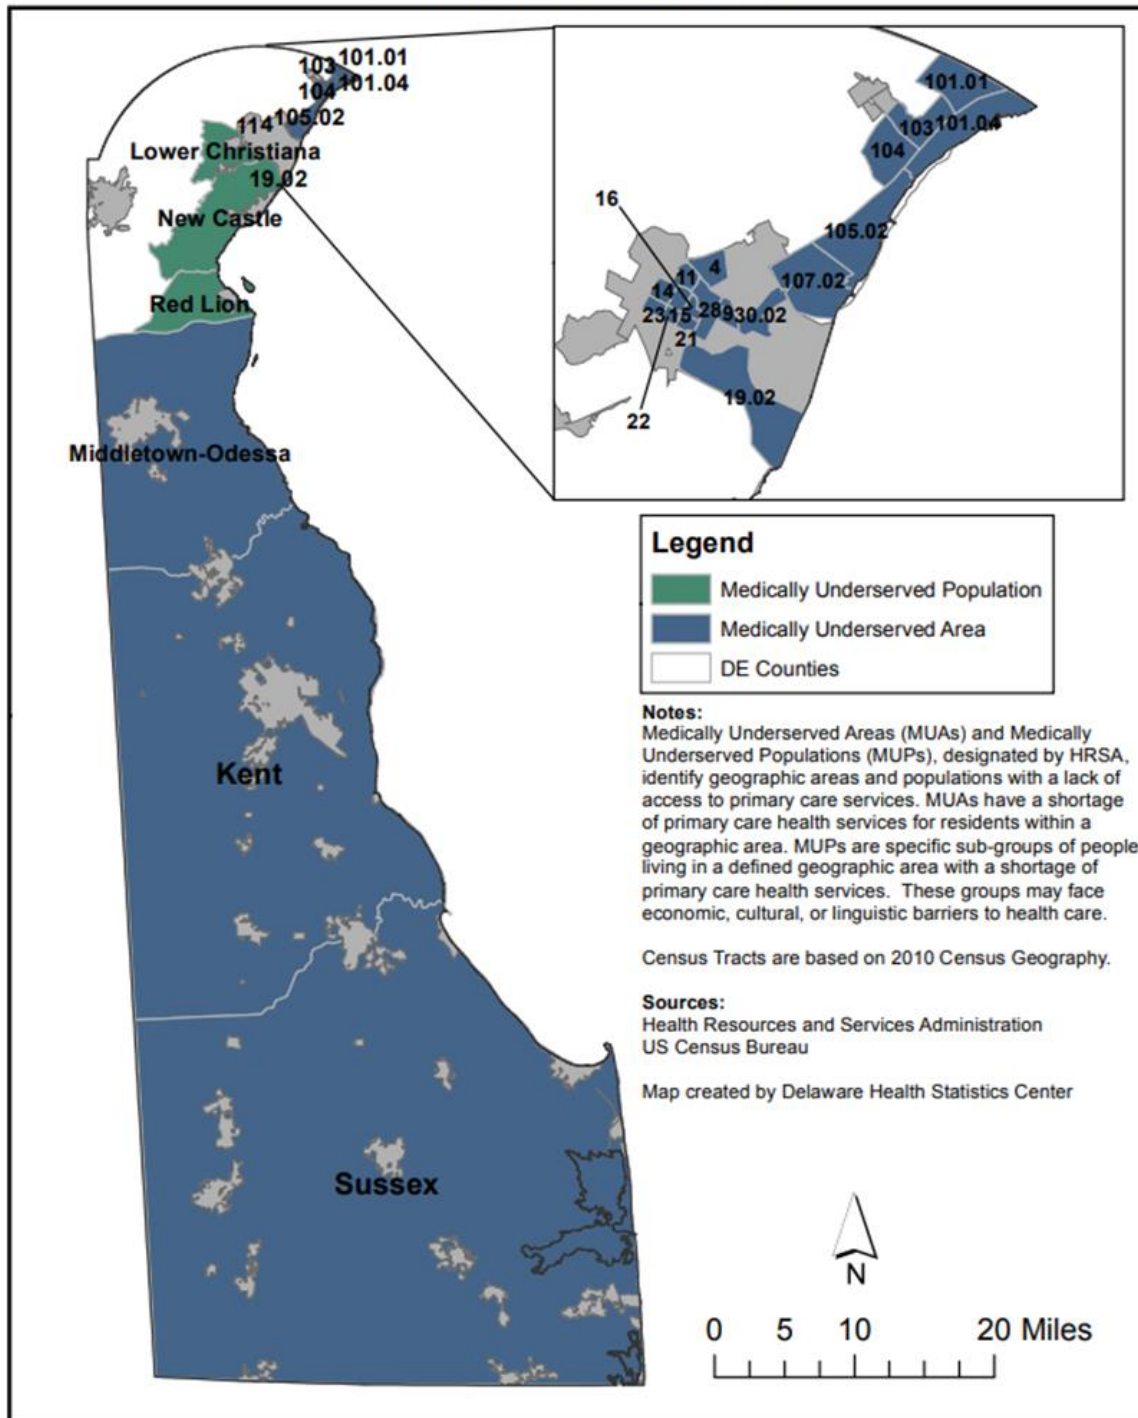 103
101.01
104
101.04
105.02
114
Lower Christiana
19.02
New Castle
Red Lion
Middletown-Odessa
Kent
Sussex
101.01
103
101.04
104
16
105.02
4
11
107.02
14
23
15
28
9
30.02
21
19.02
22
Legend
Medically Underserved Population
Medically Underserved Area
DE Counties
Notes:
Medically Underserved Areas (MUAs) and Medically
Underserved Populations (MUPs), designated by HRSA,
identify geographic areas and populations with a lack of
access to primary care services. MUAs have a shortage
of primary care health services for residents within a
geographic area. MUPs are specific sub-groups of people
living in a defined geographic area with a shortage of
primary care health services.  These groups may face
economic, cultural, or linguistic barriers to health care.
Census Tracts are based on 2010 Census Geography.
Sources:
Health Resources and Services Administration
US Census Bureau
Map created by Delaware Health Statistics Center
N
0 5 10 20 Miles